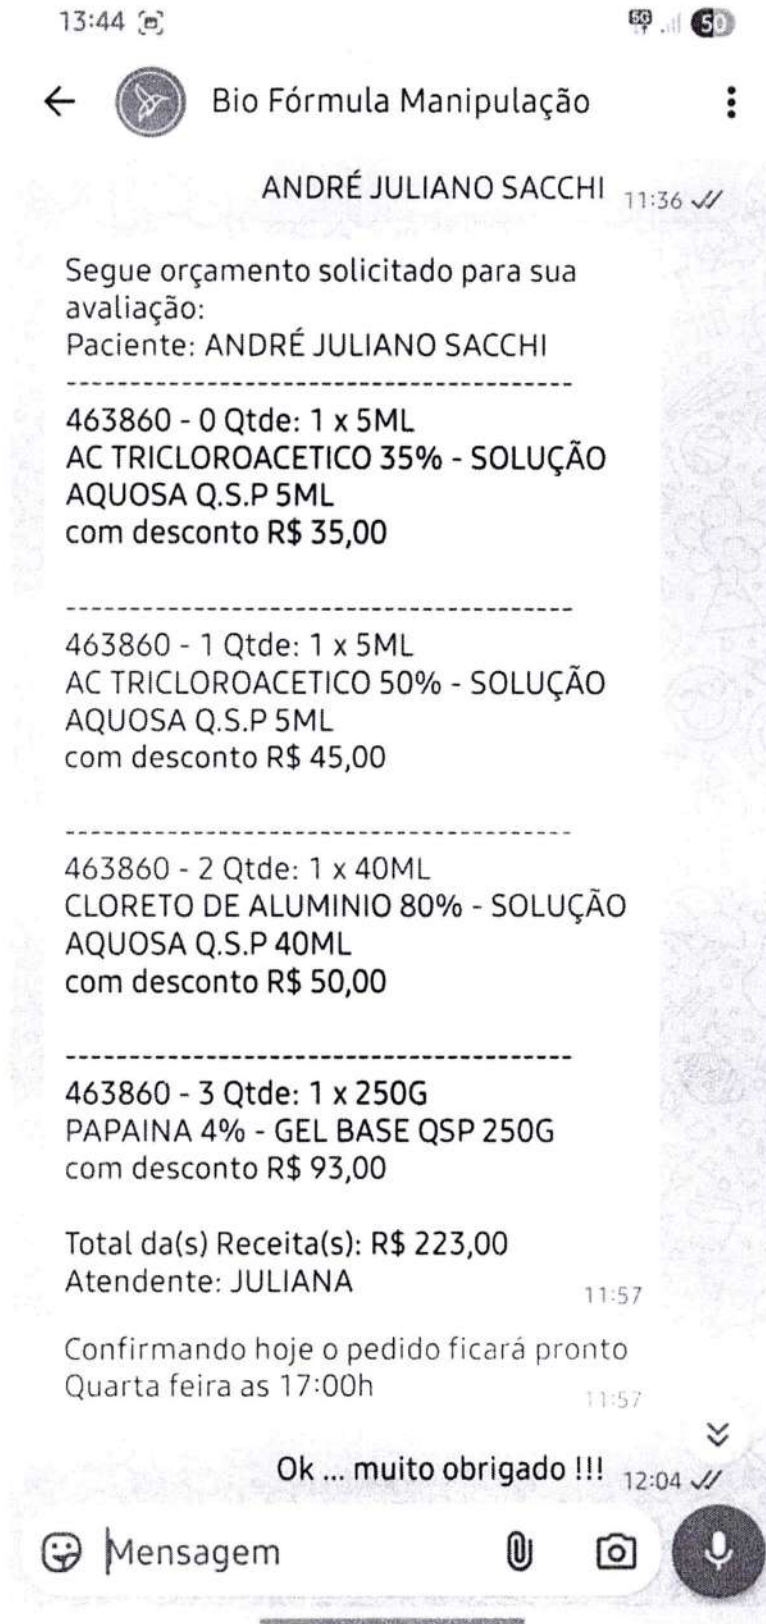 13:44
5G
50
Bio Fórmula Manipulação
ANDRÉ JULIANO SACCHI 11:36
Segue orçamento solicitado para sua
avaliação:
Paciente: ANDRÉ JULIANO SACCHI
----------------------------------------
463860 - 0 Qtde: 1 x 5ML
AC TRICLOROACETICO 35% - SOLUÇÃO
AQUOSA Q.S.P 5ML
com desconto R$ 35,00
----------------------------------------
463860 - 1 Qtde: 1 x 5ML
AC TRICLOROACETICO 50% - SOLUÇÃO
AQUOSA Q.S.P 5ML
com desconto R$ 45,00
----------------------------------------
463860 - 2 Qtde: 1 x 40ML
CLORETO DE ALUMINIO 80% - SOLUÇÃO
AQUOSA Q.S.P 40ML
com desconto R$ 50,00
----------------------------------------
463860 - 3 Qtde: 1 x 250G
PAPAINA 4% - GEL BASE QSP 250G
com desconto R$ 93,00
Total da(s) Receita(s): R$ 223,00
Atendente: JULIANA
11:57
Confirmando hoje o pedido ficará pronto
Quarta feira as 17:00h
11:57
Ok ... muito obrigado !!! 12:04
Mensagem